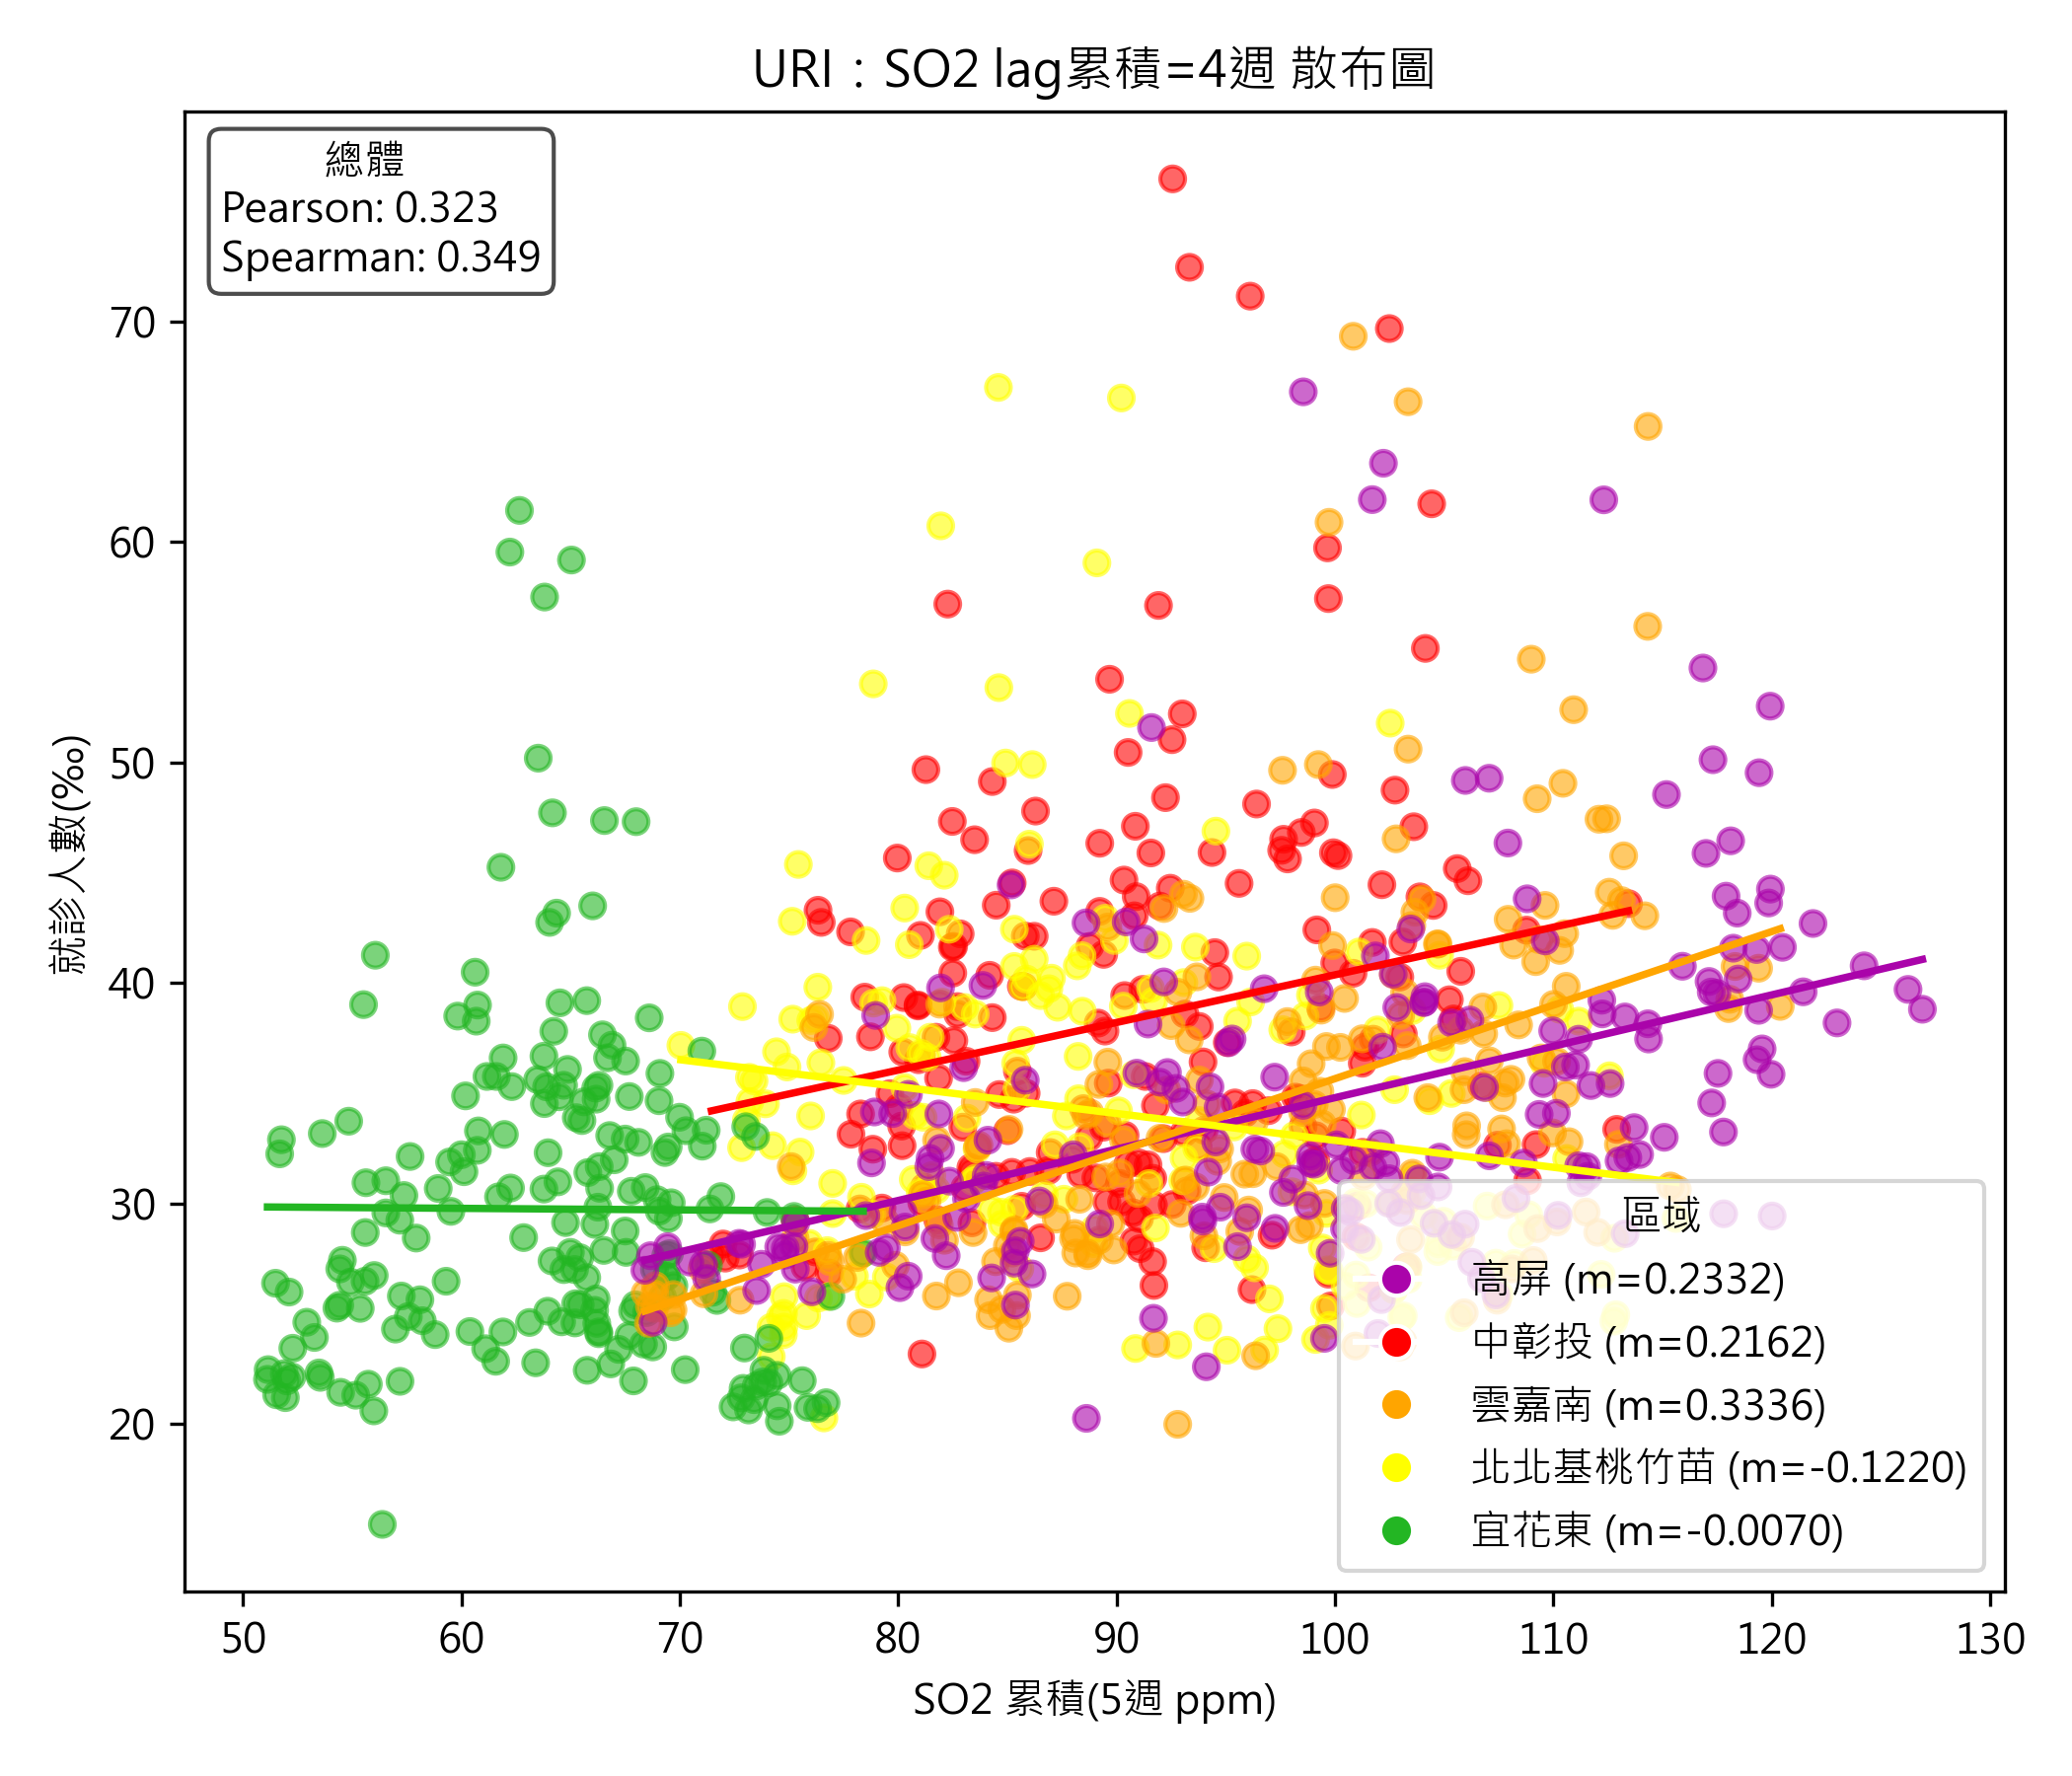 URI：SO2 lag累積=4週 散布圖
總體
Pearson: 0.323
Spearman: 0.349
就診人數(‰)
70
60
50
40
30
20
區域
高屏 (m=0.2332)
中彰投 (m=0.2162)
雲嘉南 (m=0.3336)
北北基桃竹苗 (m=-0.1220)
宜花東 (m=-0.0070)
50 60 70 80 90 100 110 120 130
SO2 累積(5週 ppm)